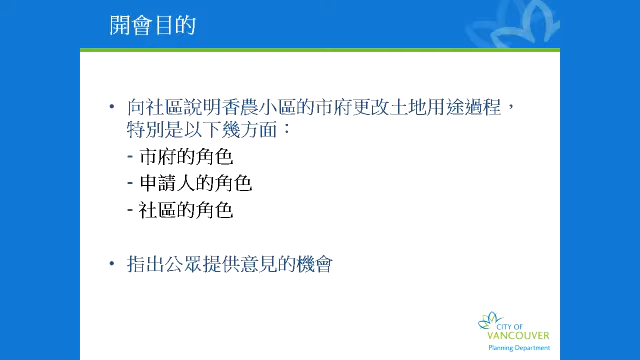 開會目的
• 向社區說明香農小區的市府更改土地用途過程，
特別是以下幾方面：
- 市府的角色
- 申請人的角色
- 社區的角色
• 指出公眾提供意見的機會
CITY OF
VANCOUVER
Planning Department